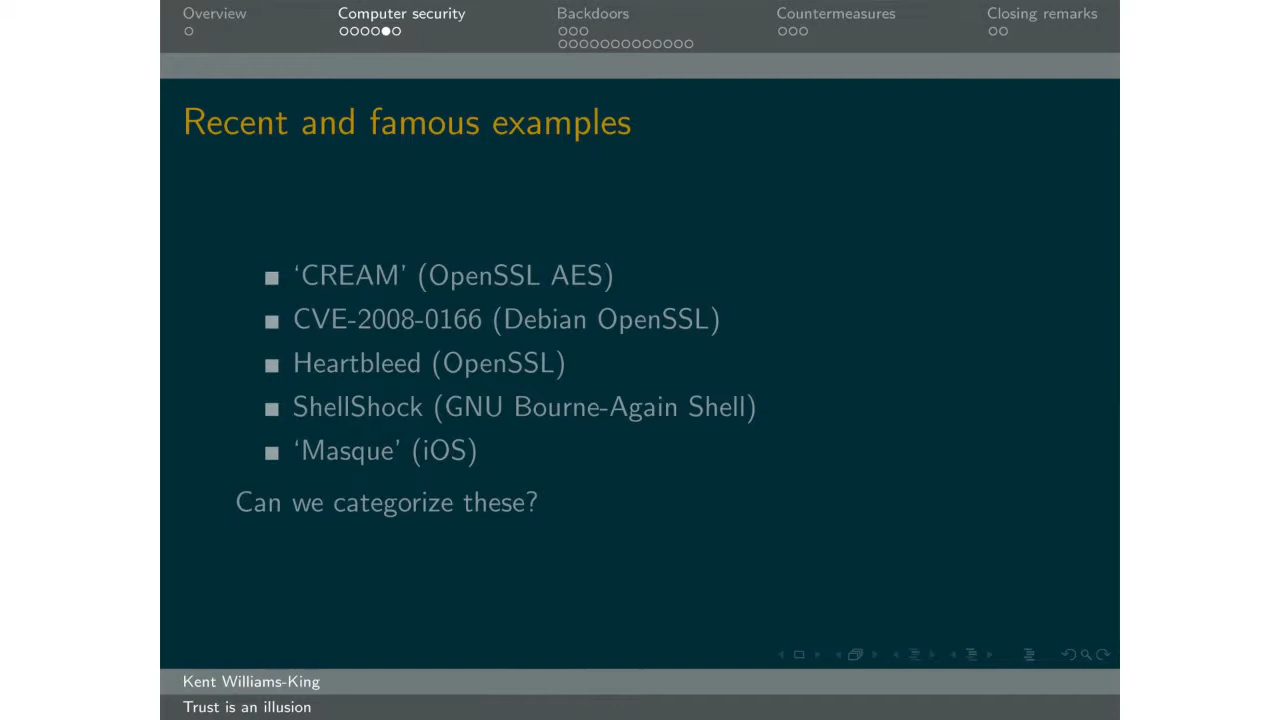 Overview Computer security Backdoors Countermeasures Closing remarks
Recent and famous examples
‘CREAM’ (OpenSSL AES)
CVE-2008-0166 (Debian OpenSSL)
Heartbleed (OpenSSL)
ShellShock (GNU Bourne-Again Shell)
‘Masque’ (iOS)
Can we categorize these?
Kent Williams-King
Trust is an illusion